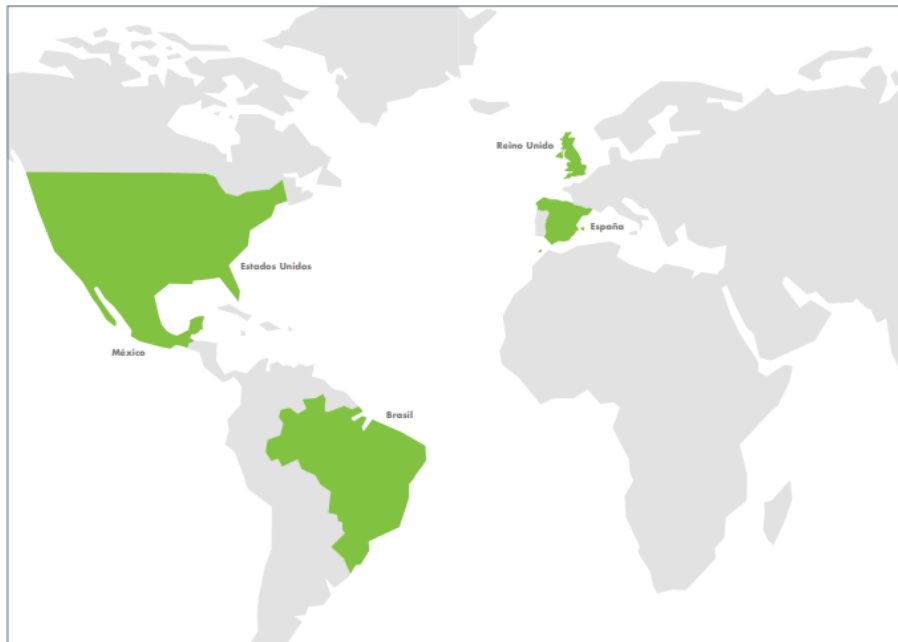 Reino Unido
España
Estados Unidos
México
Brasil